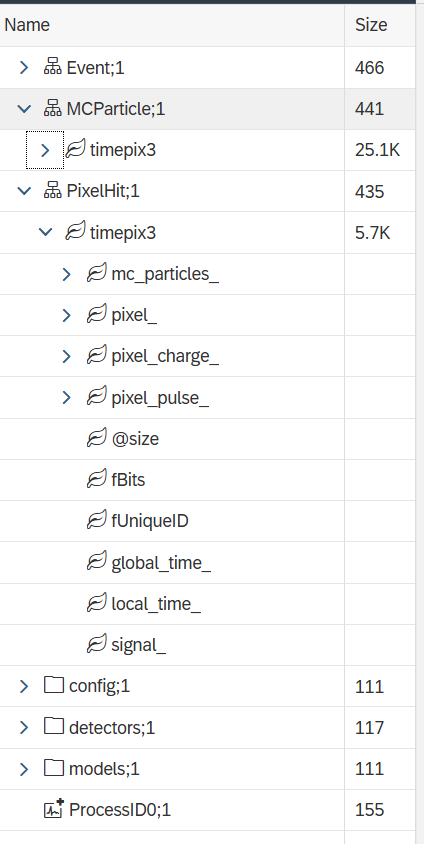 Name Size
Event;1 466
MCParticle;1 441
timepix3 25.1K
PixelHit;1 435
timepix3 5.7K
mc_particles_
pixel_
pixel_charge_
pixel_pulse_
@size
fBits
fUniqueID
global_time_
local_time_
signal_
config;1 111
detectors;1 117
models;1 111
ProcessID0;1 155